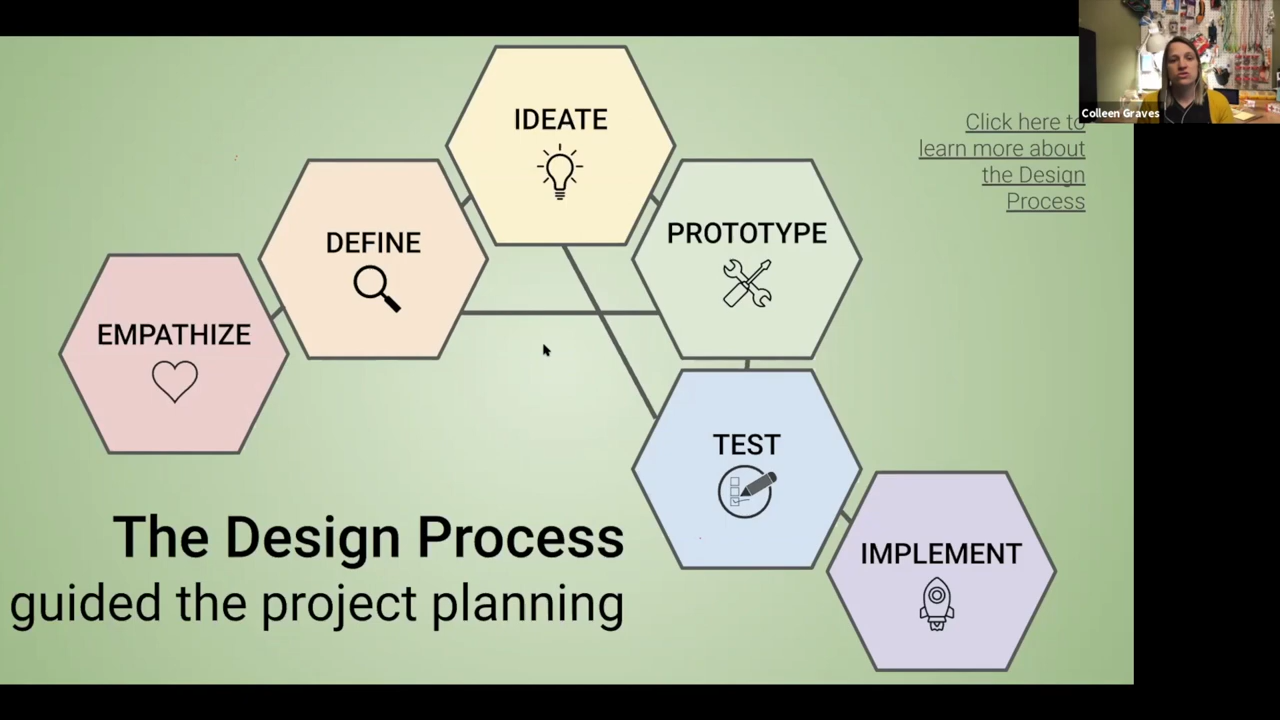 IDEATE
DEFINE
PROTOTYPE
EMPATHIZE
TEST
IMPLEMENT
The Design Process
guided the project planning
Click here to
learn more about
the Design
Process
Colleen Graves